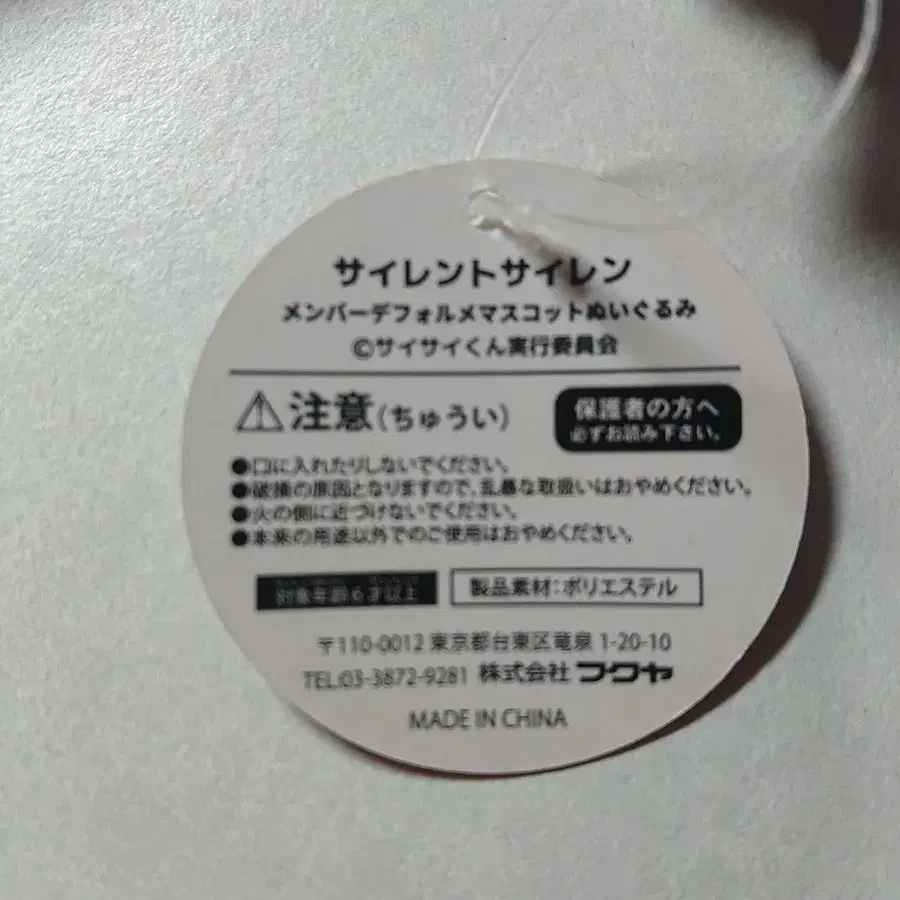 サイレントサイレン
メンバーデフォルメマスコットぬいぐるみ
©サイサイくん実行委員会
⚠注意(ちゅうい)
保護者の方へ
必ずお読み下さい。
●口に入れたりしないでください。
●破損の原因となりますので、乱暴な取扱いはおやめください。
●火の側に近づけないでください。
●本来の用途以外でのご使用はおやめください。
対象年齢6才以上
製品素材:ポリエステル
〒110-0012 東京都台東区竜泉 1-20-10
TEL.03-3872-9281 株式会社 フクヤ
MADE IN CHINA